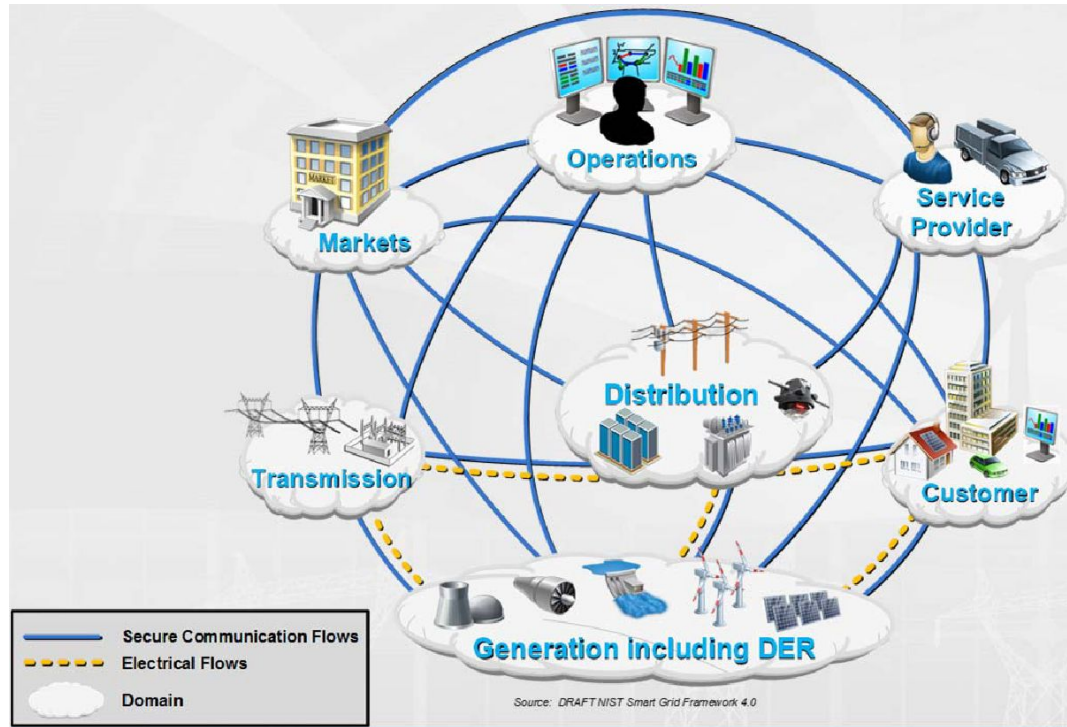 Operations
MARKET
Markets
Service
Provider
Distribution
Transmission
Customer
Generation including DER
Secure Communication Flows
Electrical Flows
Domain
Source: DRAFT NIST Smart Grid Framework 4.0